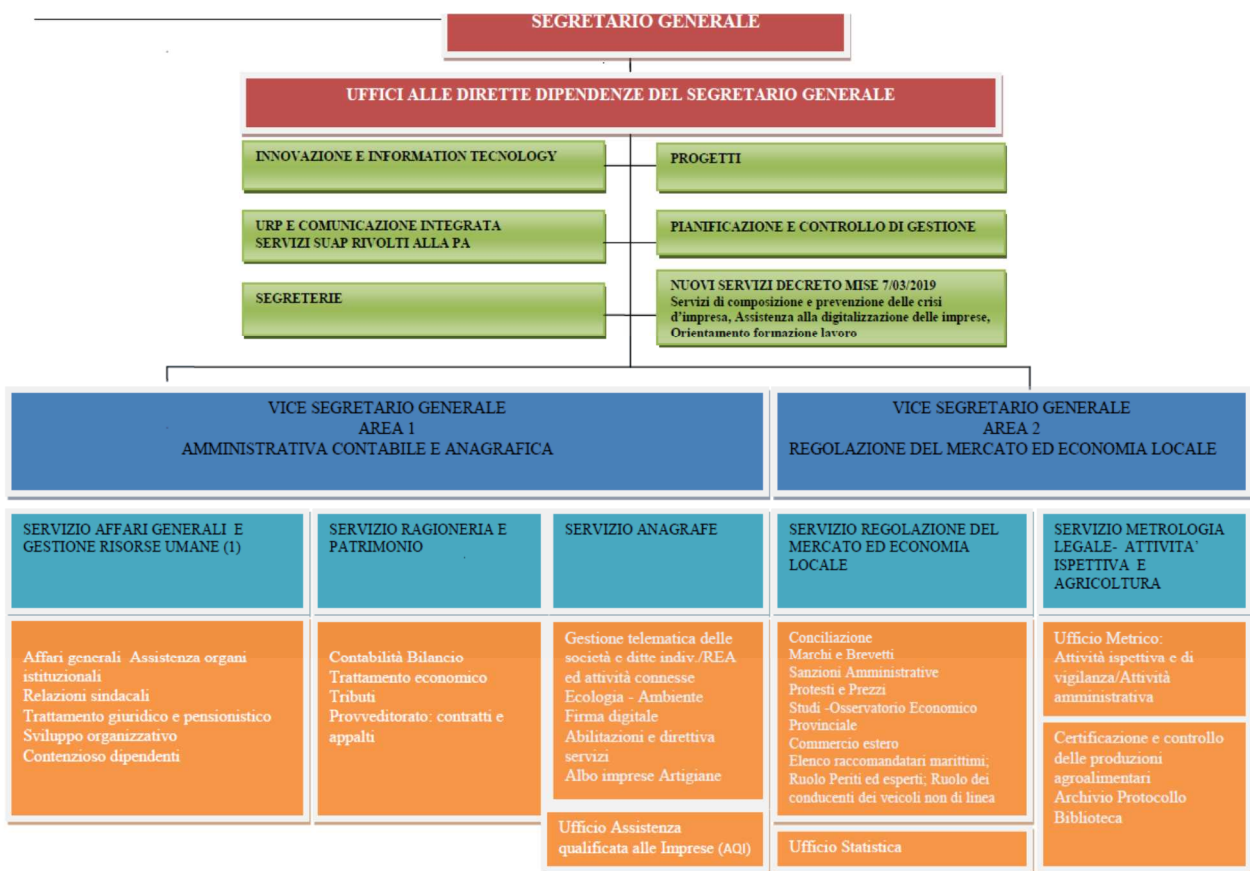 SEGRETARIO GENERALE
UFFICI ALLE DIRETTE DIPENDENZE DEL SEGRETARIO GENERALE
INNOVAZIONE E INFORMATION TECNOLOGY
PROGETTI
URP E COMUNICAZIONE INTEGRATA
SERVIZI SUAP RIVOLTI ALLA PA
PIANIFICAZIONE E CONTROLLO DI GESTIONE
SEGRETERIE
NUOVI SERVIZI DECRETO MISE 7/03/2019
Servizi di composizione e prevenzione delle crisi
d'impresa, Assistenza alla digitalizzazione delle imprese,
Orientamento formazione lavoro
VICE SEGRETARIO GENERALE
AREA 1
AMMINISTRATIVA CONTABILE E ANAGRAFICA
VICE SEGRETARIO GENERALE
AREA 2
REGOLAZIONE DEL MERCATO ED ECONOMIA LOCALE
SERVIZIO AFFARI GENERALI E
GESTIONE RISORSE UMANE (1)
SERVIZIO RAGIONERIA E
PATRIMONIO
SERVIZIO ANAGRAFE
SERVIZIO REGOLAZIONE DEL
MERCATO ED ECONOMIA
LOCALE
SERVIZIO METROLOGIA
LEGALE- ATTIVITA'
ISPETTIVA E
AGRICOLTURA
Affari generali Assistenza organi
istituzionali
Relazioni sindacali
Trattamento giuridico e pensionistico
Sviluppo organizzativo
Contenzioso dipendenti
Contabilità Bilancio
Trattamento economico
Tributi
Provveditorato: contratti e
appalti
Gestione telematica delle
società e ditte indiv./REA
ed attività connesse
Ecologia - Ambiente
Firma digitale
Abilitazioni e direttiva
servizi
Albo imprese Artigiane
Ufficio Assistenza
qualificata alle Imprese (AQI)
Conciliazione
Marchi e Brevetti
Sanzioni Amministrative
Protesti e Prezzi
Studi -Osservatorio Economico
Provinciale
Commercio estero
Elenco raccomandatari marittimi;
Ruolo Periti ed esperti; Ruolo dei
conducenti dei veicoli non di linea
Ufficio Statistica
Ufficio Metrico:
Attività ispettiva e di
vigilanza/Attività
amministrativa
Certificazione e controllo
delle produzioni
agroalimentari
Archivio Protocollo
Biblioteca